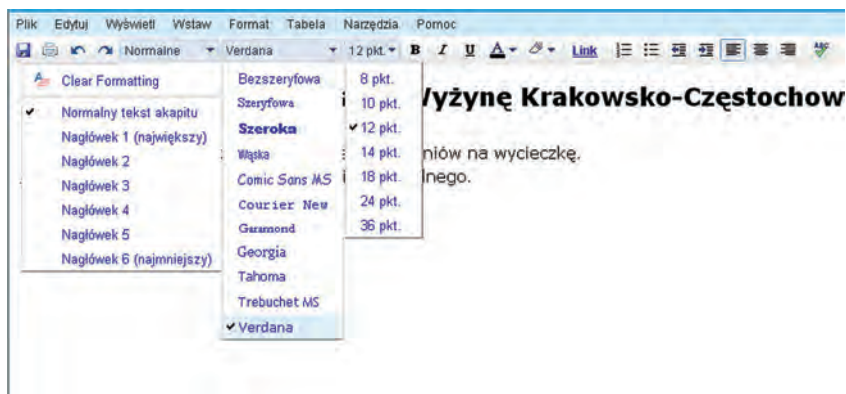 Plik Edytuj Wyświetl Wstaw Format Tabela Narzędzia Pomoc
Normalne Verdana 12 pkt. B I U A Link ABC
Clear Formatting
Normalny tekst akapitu
Nagłówek 1 (największy)
Nagłówek 2
Nagłówek 3
Nagłówek 4
Nagłówek 5
Nagłówek 6 (najmniejszy)
Bezszeryfowa
Szeryfowa
Szeroka
Wąska
Comic Sans MS
Courier New
Garamond
Georgia
Tahoma
Trebuchet MS
Verdana
8 pkt.
10 pkt.
12 pkt.
14 pkt.
18 pkt.
24 pkt.
36 pkt.
yżynę Krakowsko-Częstochow
niów na wycieczkę.
lnego.